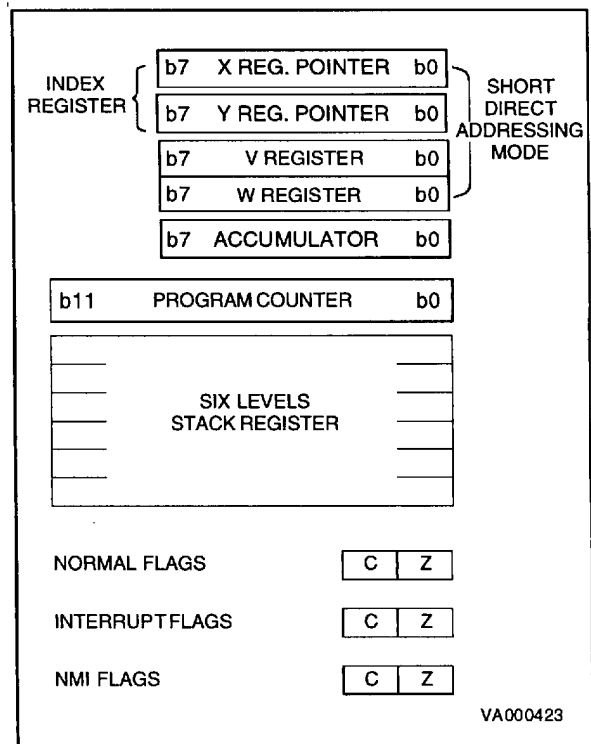 INDEX
REGISTER
b7 X REG. POINTER b0
b7 Y REG. POINTER b0
b7 V REGISTER b0
b7 W REGISTER b0
SHORT
DIRECT
ADDRESSING
MODE
b7 ACCUMULATOR b0
b11 PROGRAM COUNTER b0
SIX LEVELS
STACK REGISTER
NORMAL FLAGS C Z
INTERRUPT FLAGS C Z
NMI FLAGS C Z
VA000423